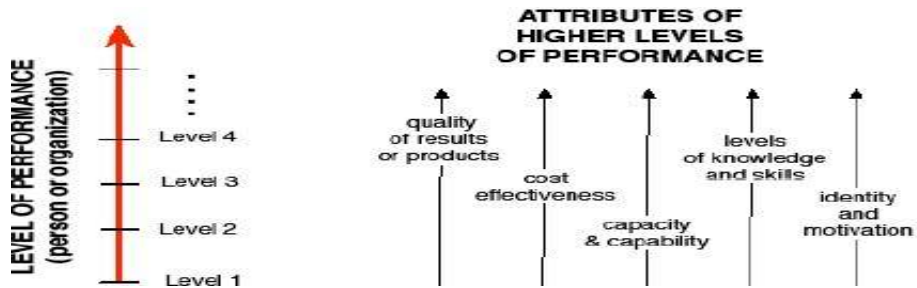 LEVEL OF PERFORMANCE
(person or organization)
Level 4
Level 3
Level 2
Level 1
ATTRIBUTES OF
HIGHER LEVELS
OF PERFORMANCE
quality
of results
or products
cost
effectiveness
capacity
& capability
levels
of knowledge
and skills
identity
and
motivation